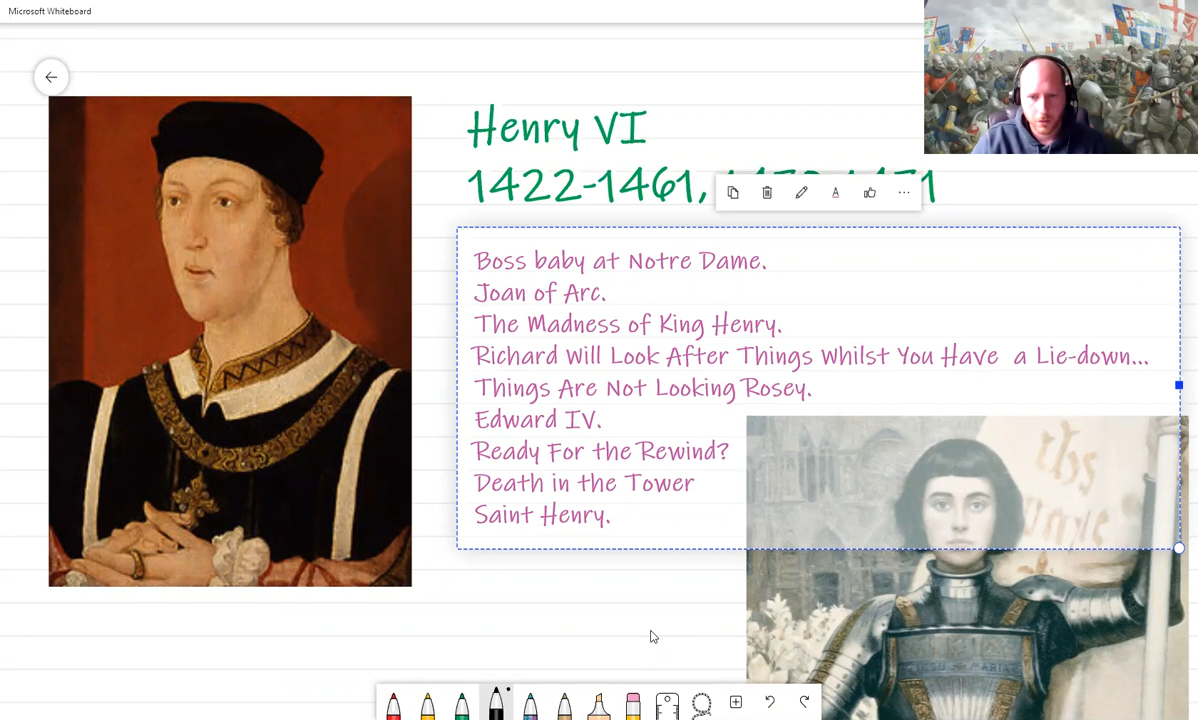 Microsoft Whiteboard
Henry VI
1422-1461,
Boss baby at Notre Dame.
Joan of Arc.
The Madness of King Henry.
Richard Will Look After Things Whilst You Have a Lie-down...
Things Are Not Looking Rosey.
Edward IV.
Ready For the Rewind?
Death in the Tower
Saint Henry.